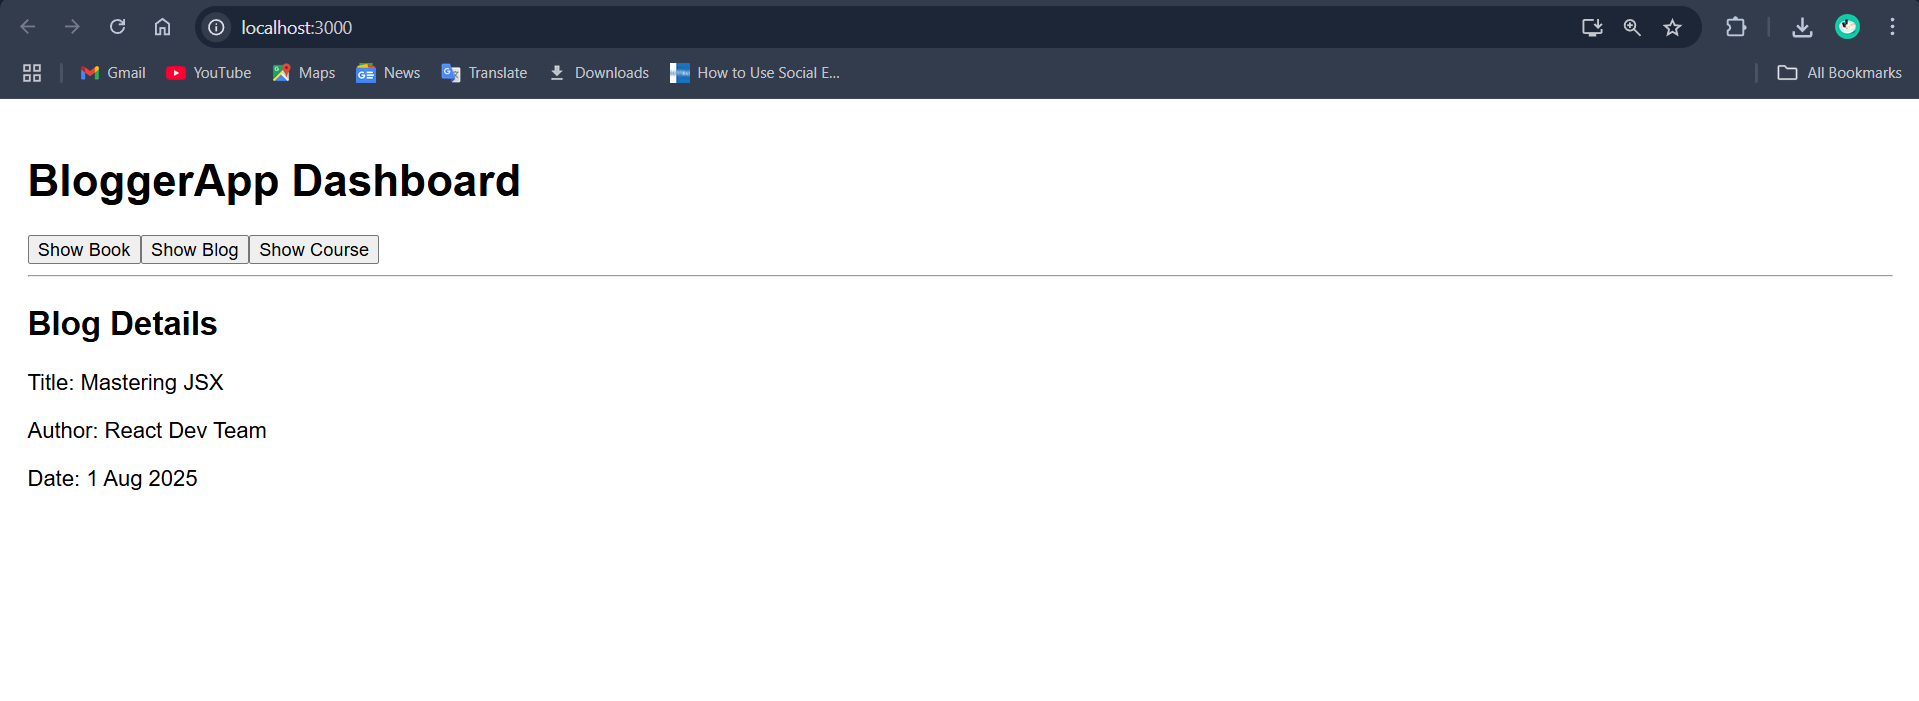 localhost:3000
Gmail YouTube Maps News Translate Downloads How to Use Social E... All Bookmarks
BloggerApp Dashboard
Show Book Show Blog Show Course
Blog Details
Title: Mastering JSX
Author: React Dev Team
Date: 1 Aug 2025